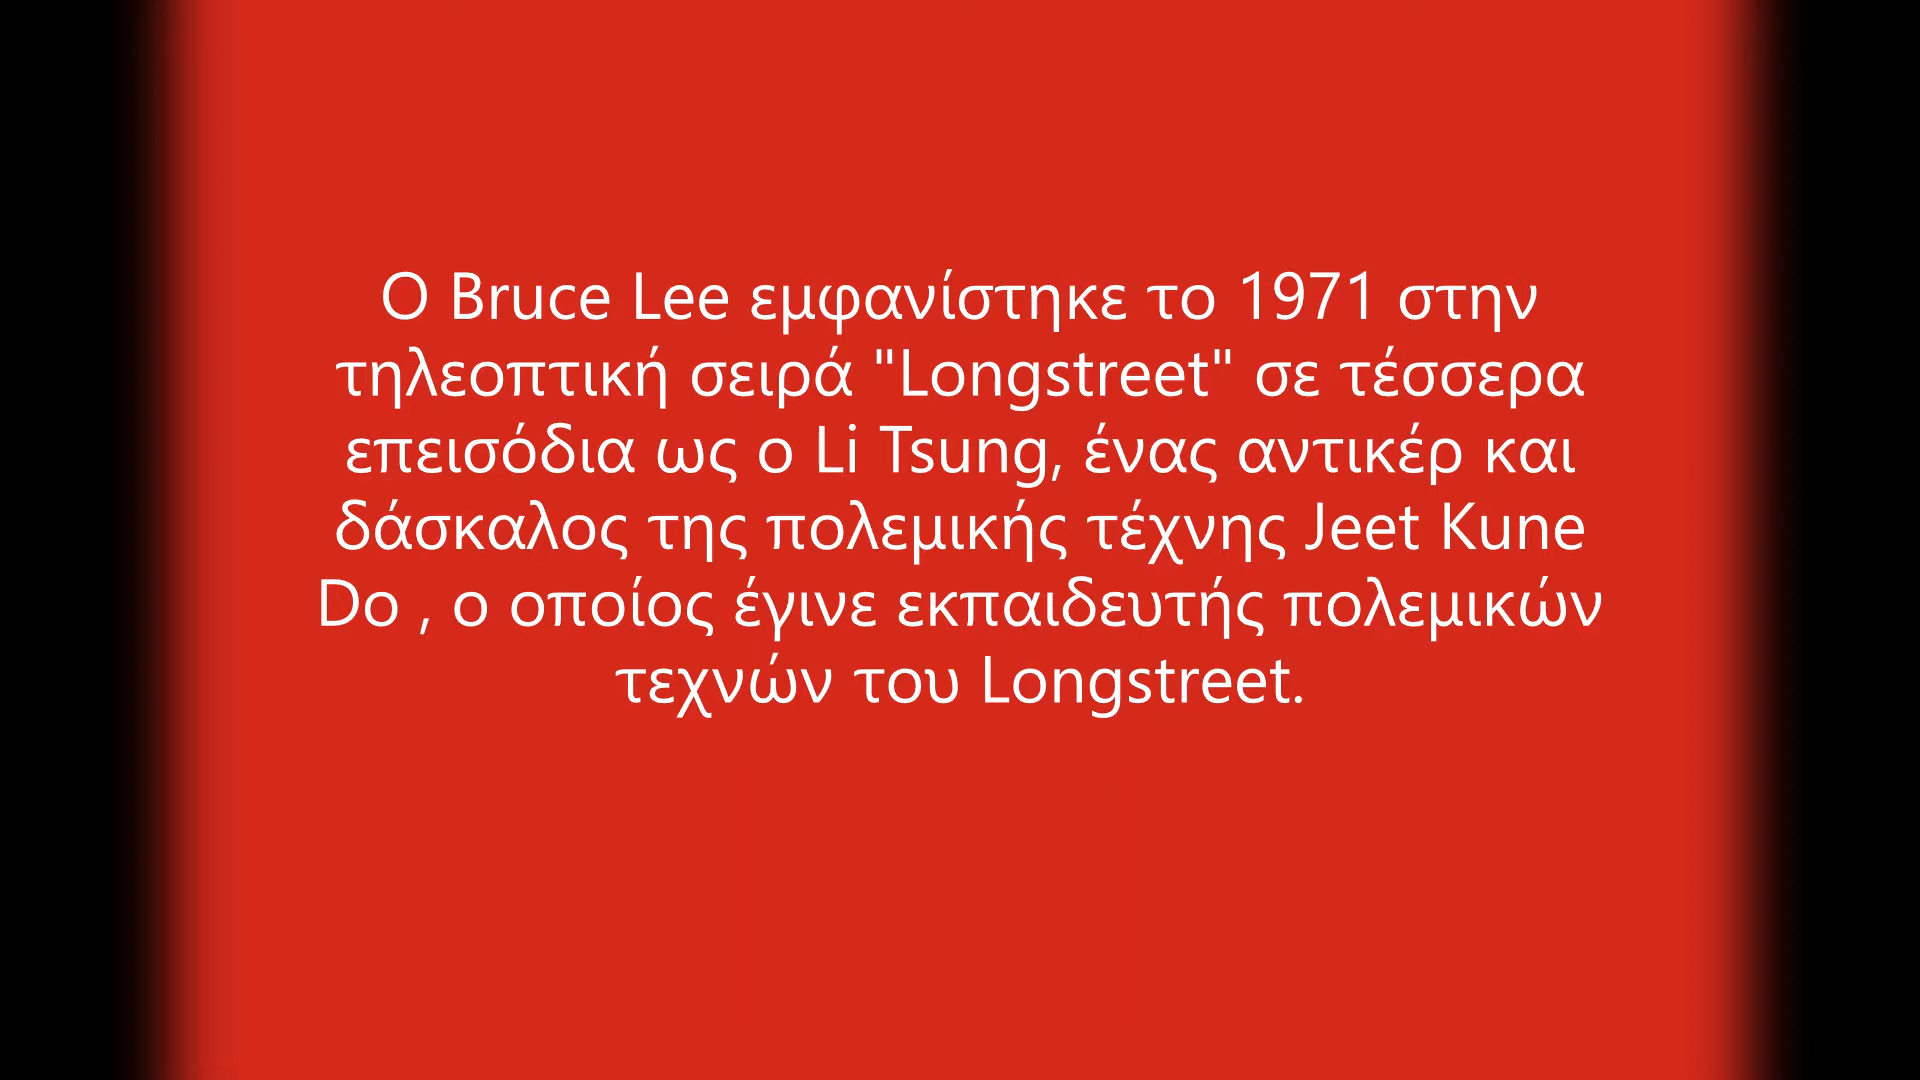 Ο Bruce Lee εμφανίστηκε το 1971 στην
τηλεοπτική σειρά "Longstreet" σε τέσσερα
επεισόδια ως ο Li Tsung, ένας αντικέρ και
δάσκαλος της πολεμικής τέχνης Jeet Kune
Do , ο οποίος έγινε εκπαιδευτής πολεμικών
τεχνών του Longstreet.